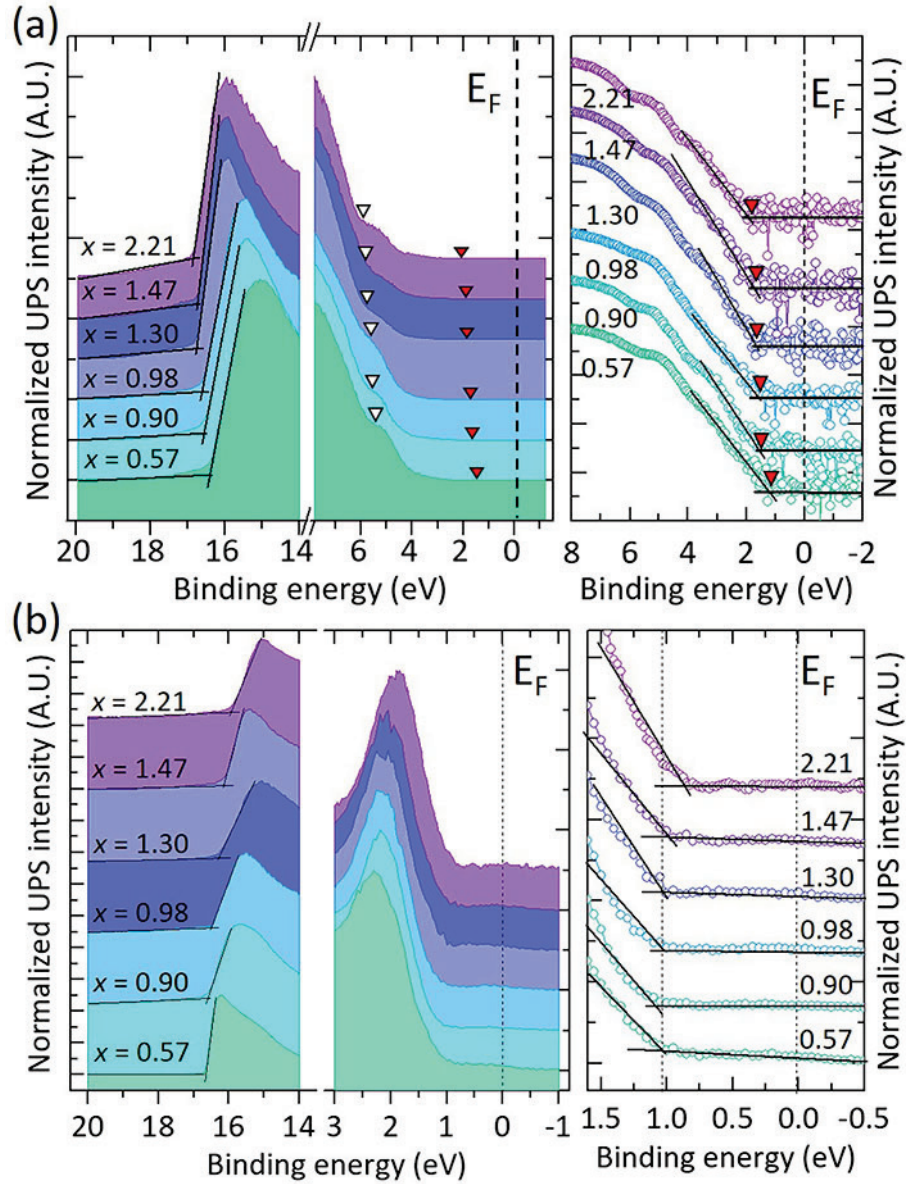 (a)
Normalized UPS intensity (A.U.)
x = 2.21
x = 1.47
x = 1.30
x = 0.98
x = 0.90
x = 0.57
E_F
20 18 16 14 8 6 4 2 0
Binding energy (eV)
2.21
1.47
1.30
0.98
0.90
0.57
E_F
8 6 4 2 0 -2
Binding energy (eV)
Normalized UPS intensity (A.U.)
(b)
Normalized UPS intensity (A.U.)
x = 2.21
x = 1.47
x = 1.30
x = 0.98
x = 0.90
x = 0.57
E_F
20 18 16 14 3 2 1 0 -1
Binding energy (eV)
E_F
2.21
1.47
1.30
0.98
0.90
0.57
1.5 1.0 0.5 0.0 -0.5
Binding energy (eV)
Normalized UPS intensity (A.U.)